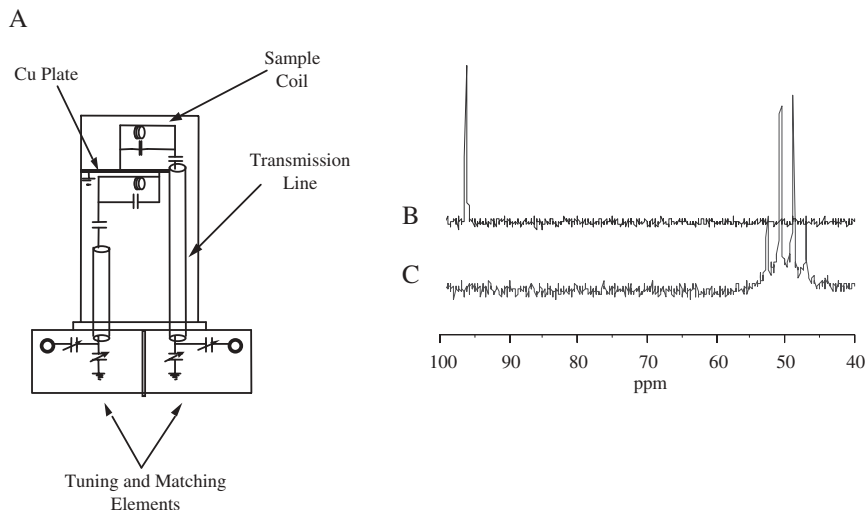 A
Sample
Coil
Cu Plate
Transmission
Line
Tuning and Matching
Elements
B
C
100 90 80 70 60 50 40
ppm